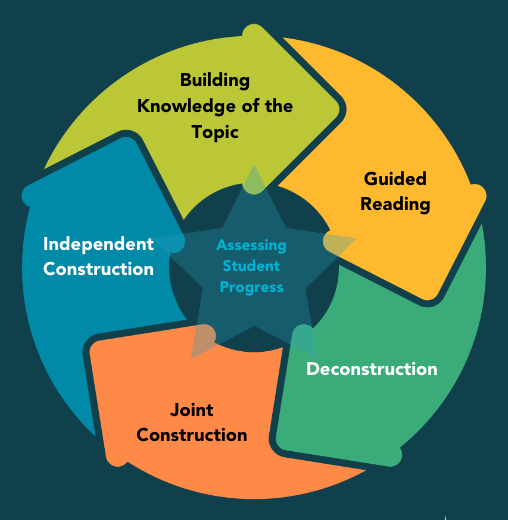 Building
Knowledge of the
Topic
Guided
Reading
Deconstruction
Joint
Construction
Independent
Construction
Assessing
Student
Progress